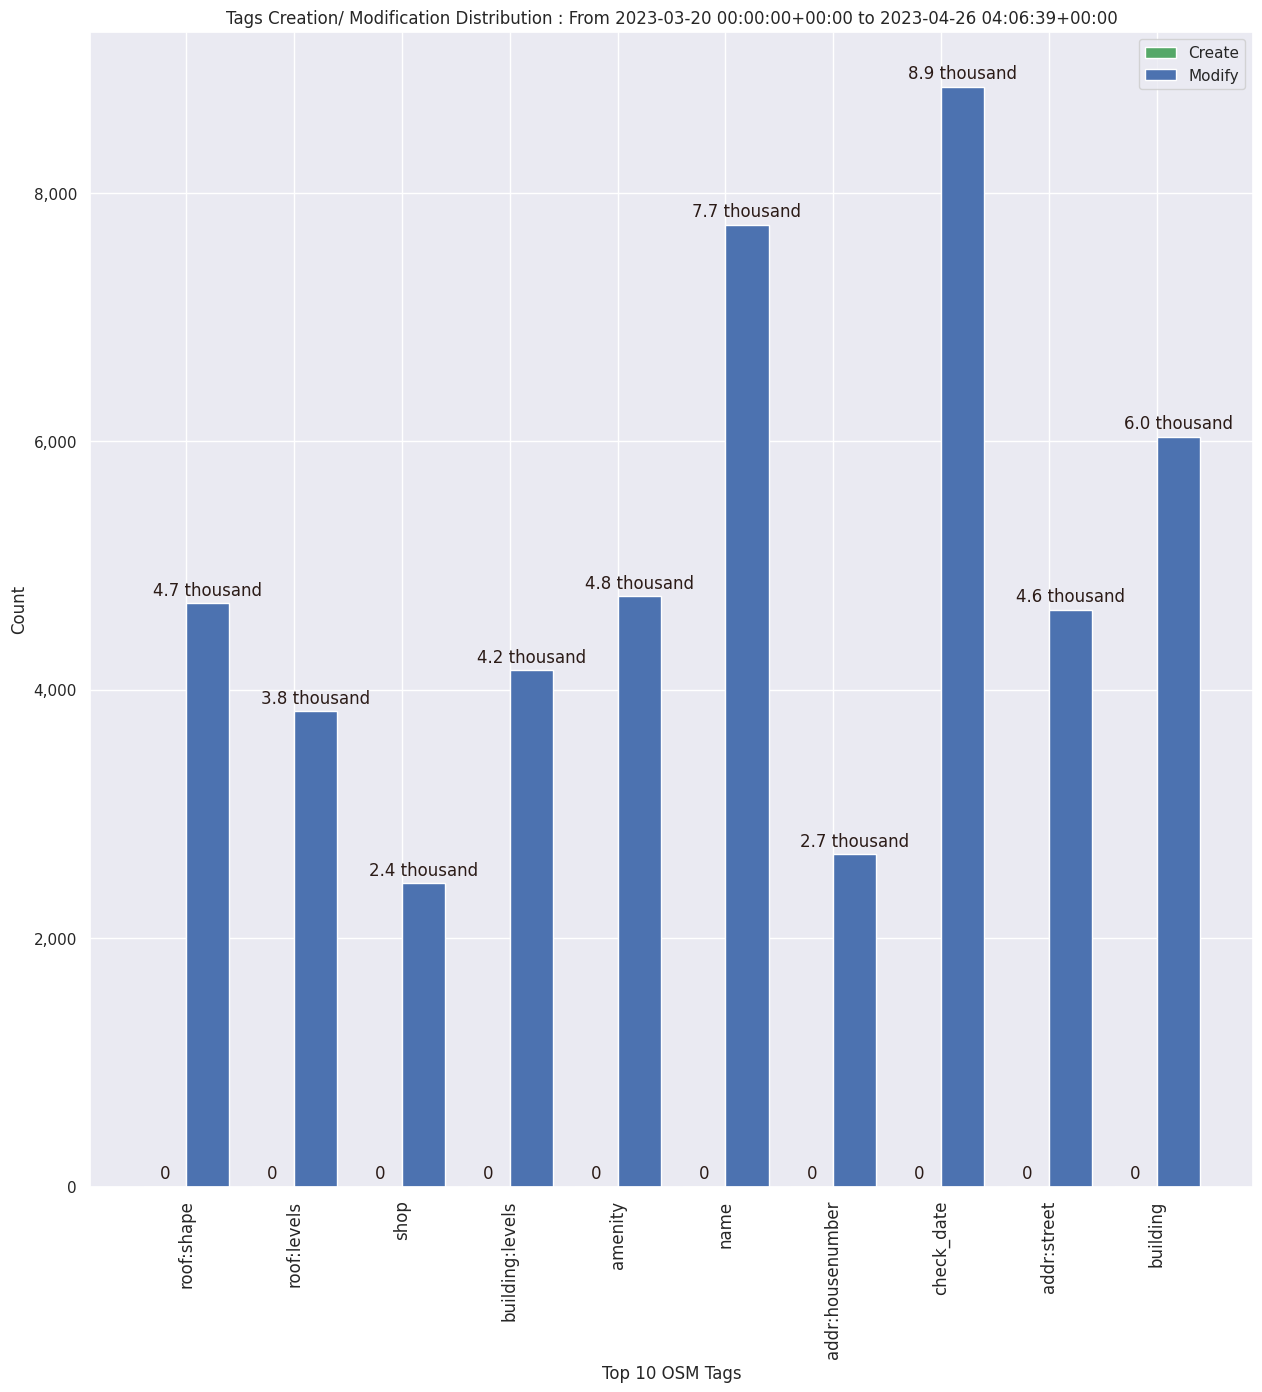 Tags Creation/ Modification Distribution : From 2023-03-20 00:00:00+00:00 to 2023-04-26 04:06:39+00:00
Create
Modify
8.9 thousand
8,000
7.7 thousand
6,000
6.0 thousand
4.7 thousand
4.8 thousand
4.6 thousand
4.2 thousand
3.8 thousand
4,000
2.7 thousand
2.4 thousand
2,000
0
0 0 0 0 0 0 0 0 0 0
Count
roof:shape
roof:levels
shop
building:levels
amenity
name
addr:housenumber
check_date
addr:street
building
Top 10 OSM Tags